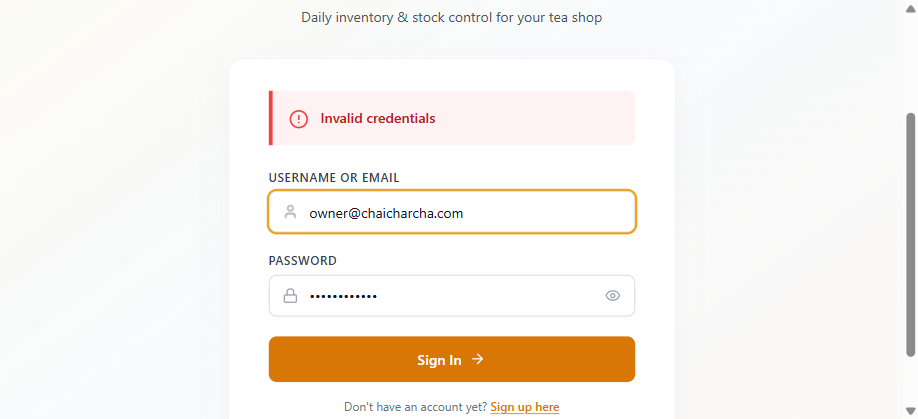 Daily inventory & stock control for your tea shop
Invalid credentials
USERNAME OR EMAIL
owner@chaicharcha.com
PASSWORD
••••••••••••
Sign In →
Don't have an account yet? Sign up here